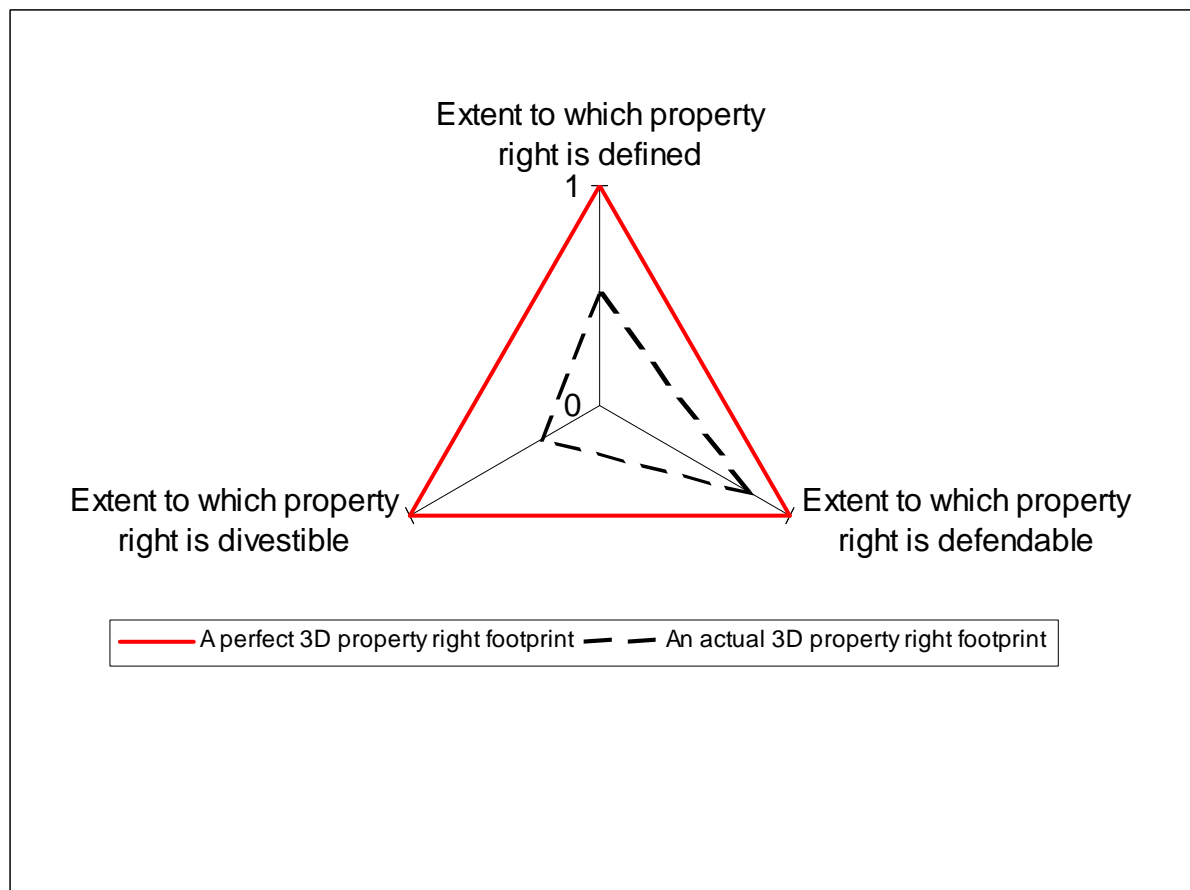 Extent to which property
right is defined
1
0
Extent to which property
right is divestible
Extent to which property
right is defendable
A perfect 3D property right footprint
An actual 3D property right footprint